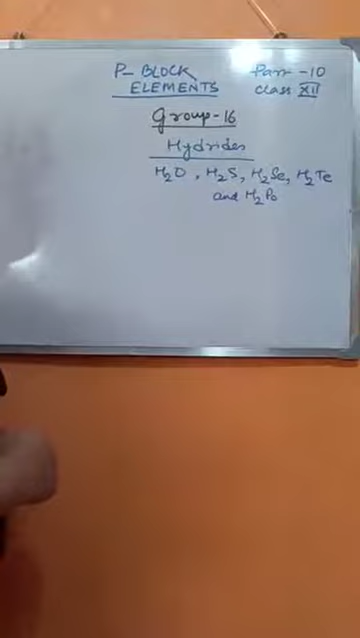 P-BLOCK ELEMENTS
Part-10
class XII
Group-16
Hydrides
H2O, H2S, H2Se, H2Te
and H2Po